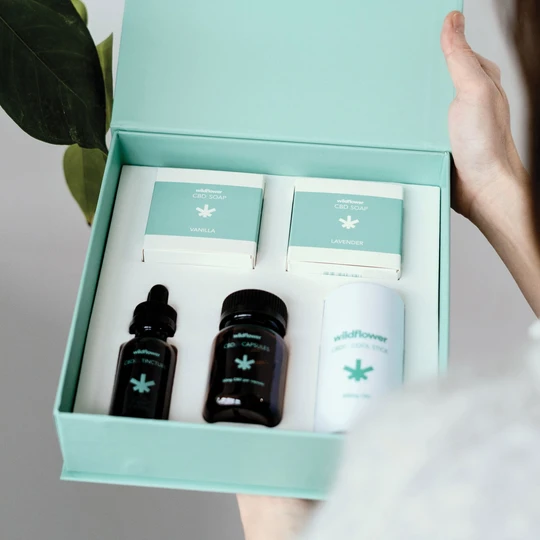 wildflower
CBD SOAP
VANILLA
wildflower
CBD SOAP
LAVENDER
wildflower
CBD+ TINCTURE
wildflower
CBD+ CAPSULES
wildflower
CBD+ COOL STICK